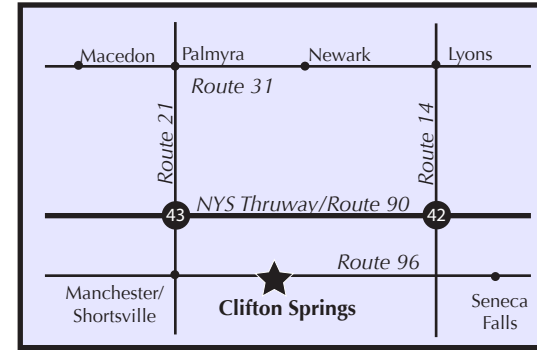 Macedon
Palmyra
Newark
Lyons
Route 31
Route 21
Route 14
43
NYS Thruway/Route 90
42
Route 96
Manchester/
Shortsville
Clifton Springs
Seneca
Falls